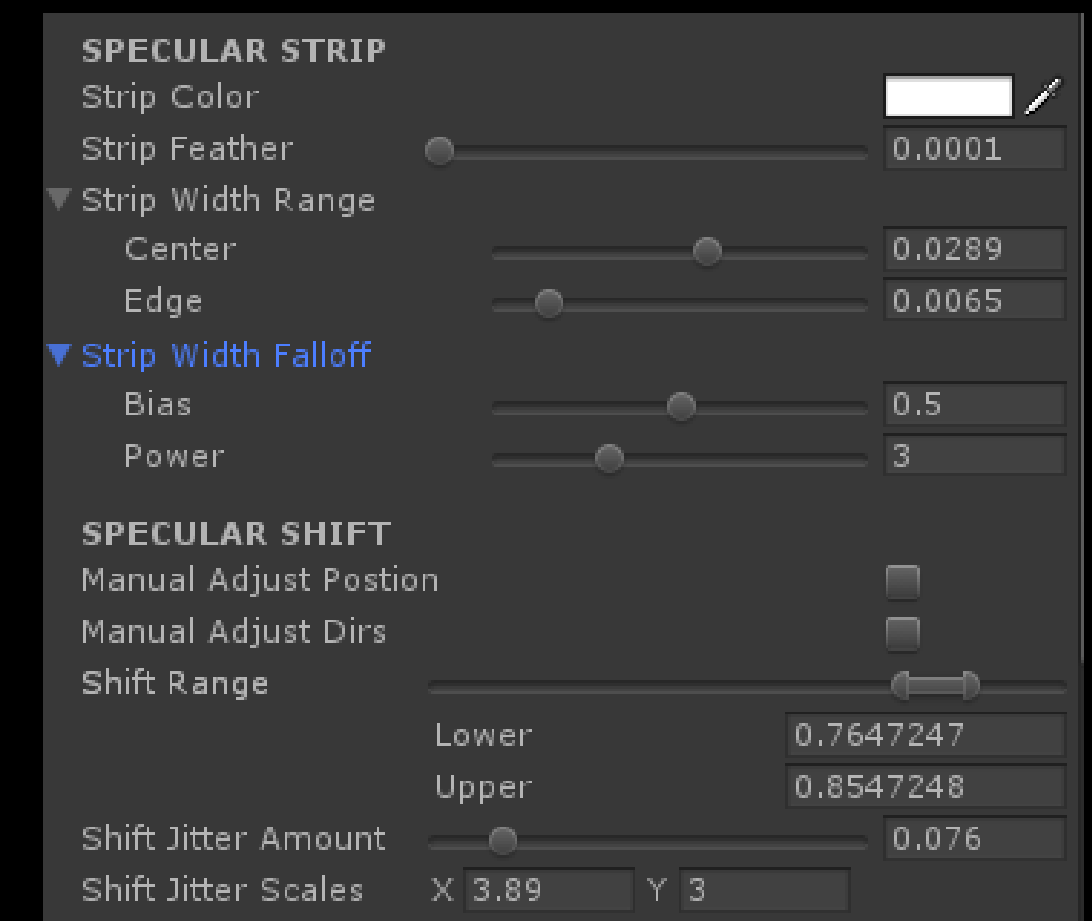 SPECULAR STRIP
Strip Color
Strip Feather 0.0001
Strip Width Range
Center 0.0289
Edge 0.0065
Strip Width Falloff
Bias 0.5
Power 3
SPECULAR SHIFT
Manual Adjust Postion
Manual Adjust Dirs
Shift Range
Lower 0.7647247
Upper 0.8547248
Shift Jitter Amount 0.076
Shift Jitter Scales X 3.89 Y 3